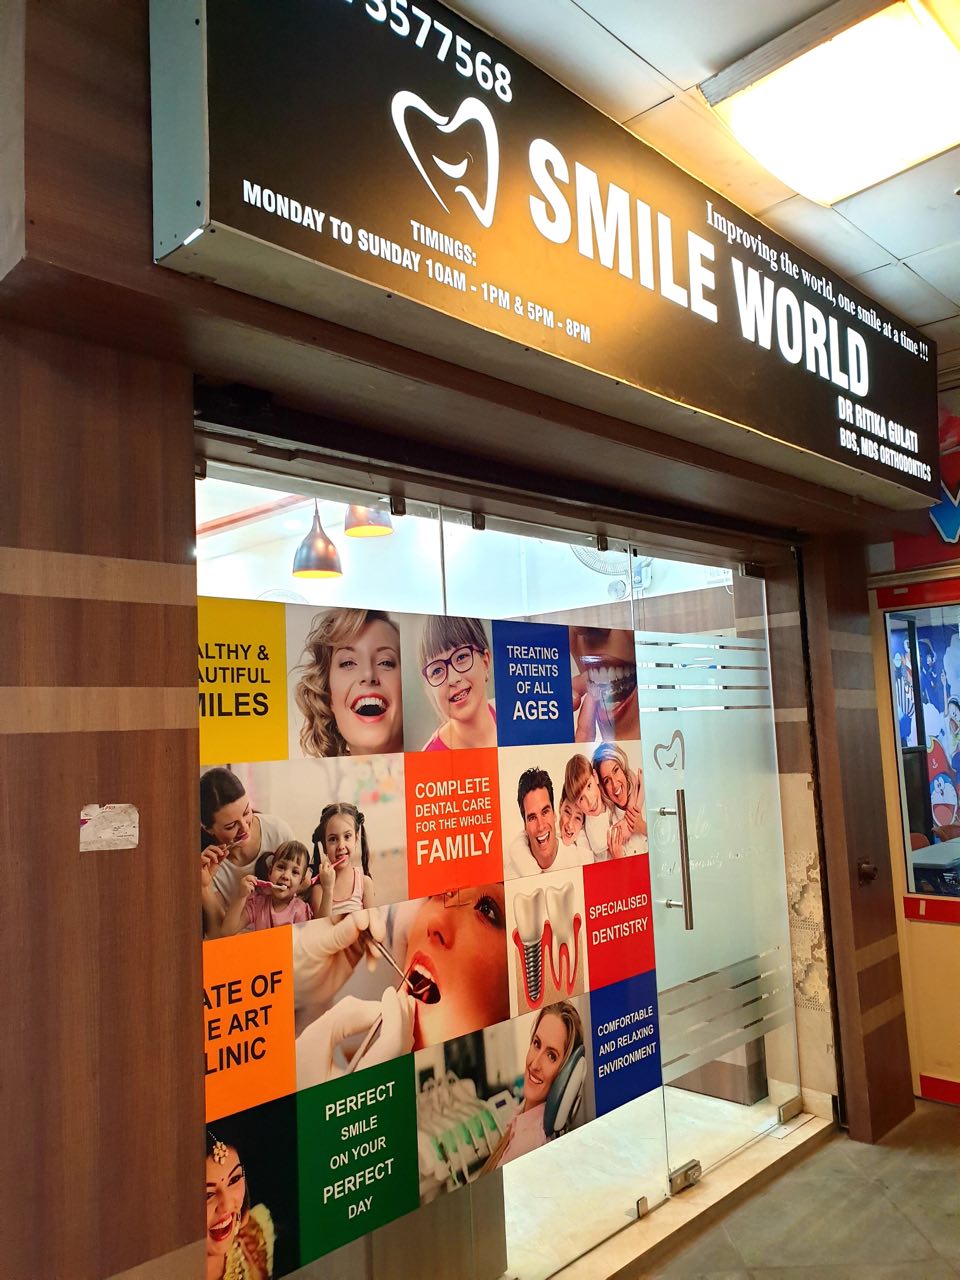 73577568
Improving the world, one smile at a time !!!
SMILE WORLD
TIMINGS:
MONDAY TO SUNDAY 10AM - 1PM & 5PM - 8PM
DR RITIKA GULATI
BDS, MDS ORTHODONTICS
ALTHY &
AUTIFUL
MILES
TREATING
PATIENTS
OF ALL
AGES
COMPLETE
DENTAL CARE
FOR THE WHOLE
FAMILY
SPECIALISED
DENTISTRY
ATE OF
E ART
LINIC
COMFORTABLE
AND RELAXING
ENVIRONMENT
PERFECT
SMILE
ON YOUR
PERFECT
DAY